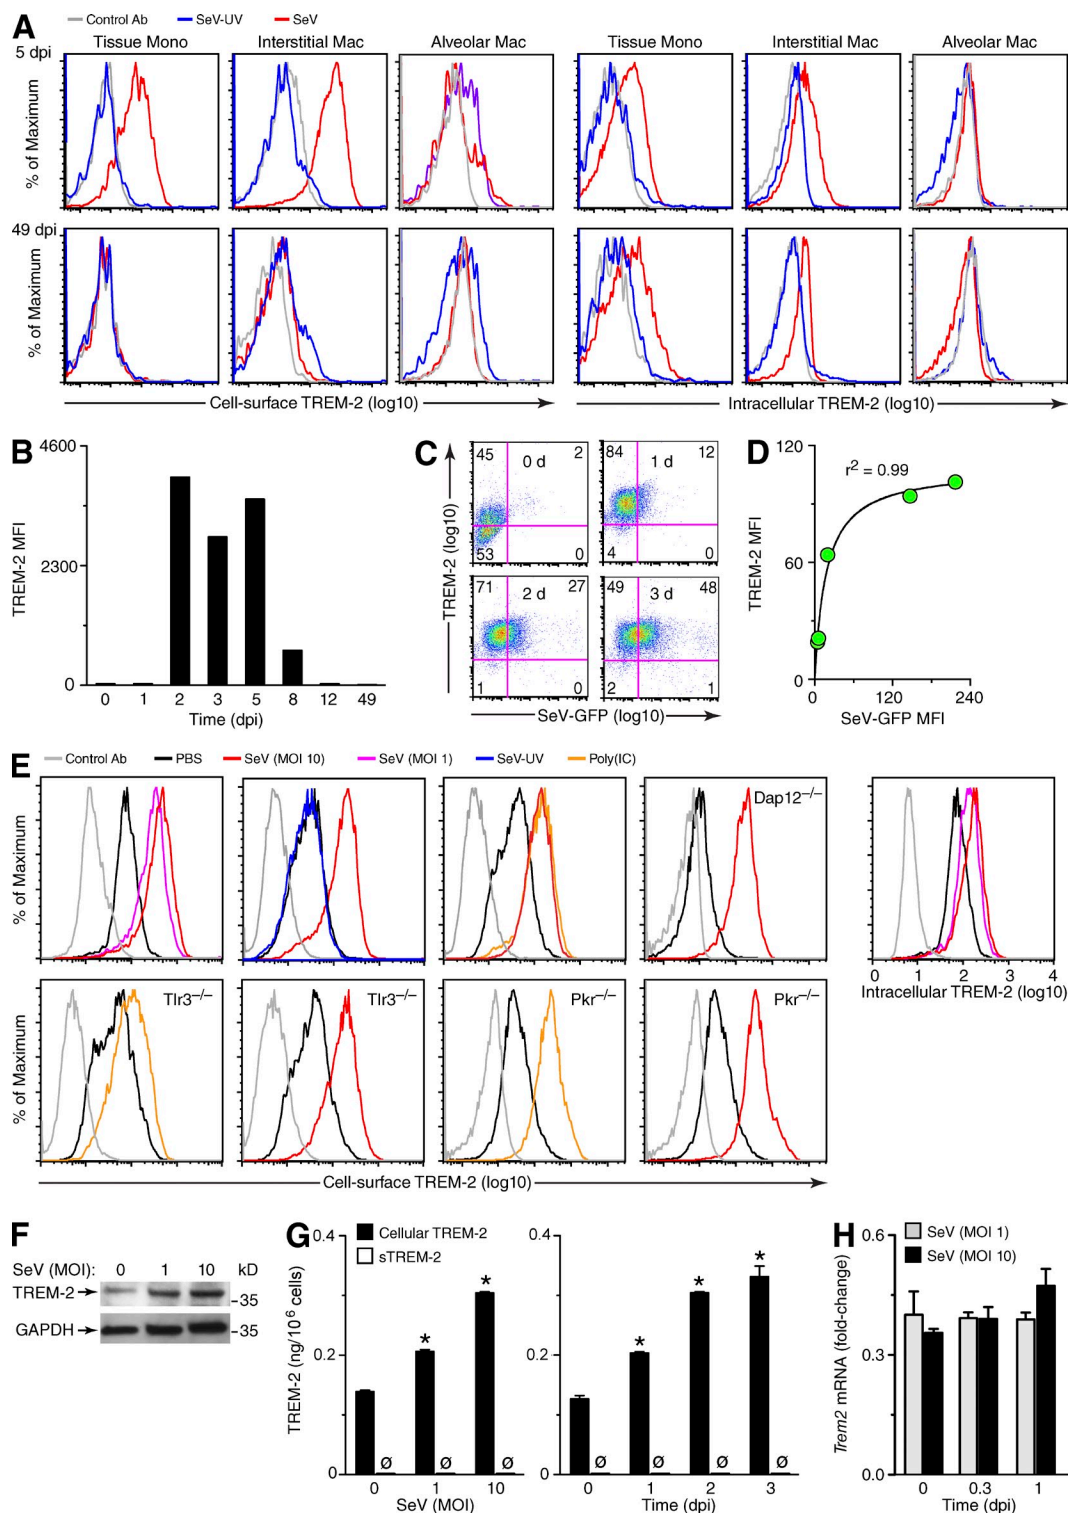 A
Control Ab SeV-UV SeV
Tissue Mono Interstitial Mac Alveolar Mac Tissue Mono Interstitial Mac Alveolar Mac
5 dpi
% of Maximum
49 dpi
% of Maximum
Cell-surface TREM-2 (log10) Intracellular TREM-2 (log10)
B
4600
2300
0
TREM-2 MFI
0 1 2 3 5 8 12 49
Time (dpi)
C
TREM-2 (log10)
45 0 d 2
53 0
84 1 d 12
4 0
71 2 d 27
1 0
49 3 d 48
2 1
SeV-GFP (log10)
D
120
60
0
TREM-2 MFI
r² = 0.99
0 120 240
SeV-GFP MFI
E
Control Ab PBS SeV (MOI 10) SeV (MOI 1) SeV-UV Poly(IC)
% of Maximum
Dap12–/–
0 1 2 3 4
Intracellular TREM-2 (log10)
% of Maximum
Tlr3–/– Tlr3–/– Pkr–/– Pkr–/–
Cell-surface TREM-2 (log10)
F
SeV (MOI): 0 1 10 kD
TREM-2 -35
GAPDH -35
G
Cellular TREM-2
sTREM-2
TREM-2 (ng/10⁶ cells)
0.4
0.2
0
* *
ø ø ø
0 1 10
SeV (MOI)
0.4
0.2
0
* * *
ø ø ø ø
0 1 2 3
Time (dpi)
H
SeV (MOI 1)
SeV (MOI 10)
Trem2 mRNA (fold-change)
0.6
0.3
0.0
0 0.3 1
Time (dpi)